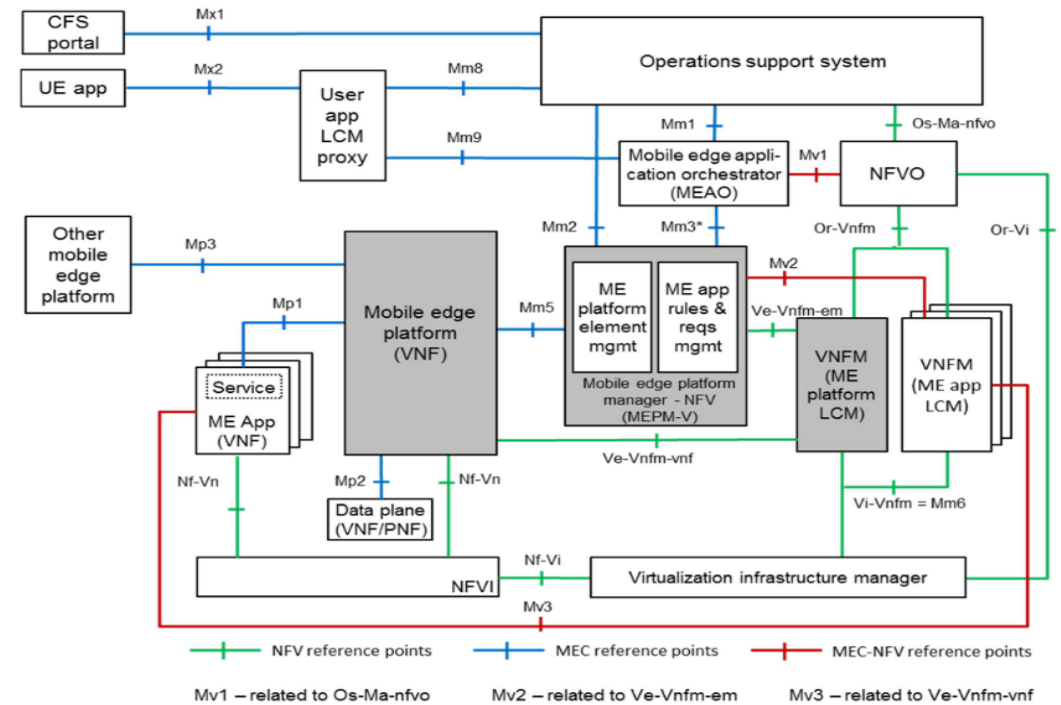 CFS
portal
Mx1
Operations support system
UE app
Mx2
User
app
LCM
proxy
Mm8
Mm9
Mm1
Os-Ma-nfvo
Mobile edge appli-
cation orchestrator
(MEAO)
Mv1
NFVO
Other
mobile
edge
platform
Mp3
Mm2
Mm3*
Or-Vnfm
Or-Vi
Mobile edge
platform
(VNF)
Mp1
Mm5
ME
platform
element
mgmt
ME app
rules &
reqs
mgmt
Mobile edge platform
manager - NFV
(MEPM-V)
Mv2
Ve-Vnfm-em
VNFM
(ME
platform
LCM)
VNFM
(ME app
LCM)
Service
ME App
(VNF)
Ve-Vnfm-vnf
Nf-Vn
Mp2
Nf-Vn
Data plane
(VNF/PNF)
Vi-Vnfm = Mm6
NFVI
Nf-Vi
Virtualization infrastructure manager
Mv3
NFV reference points
MEC reference points
MEC-NFV reference points
Mv1 – related to Os-Ma-nfvo
Mv2 – related to Ve-Vnfm-em
Mv3 – related to Ve-Vnfm-vnf